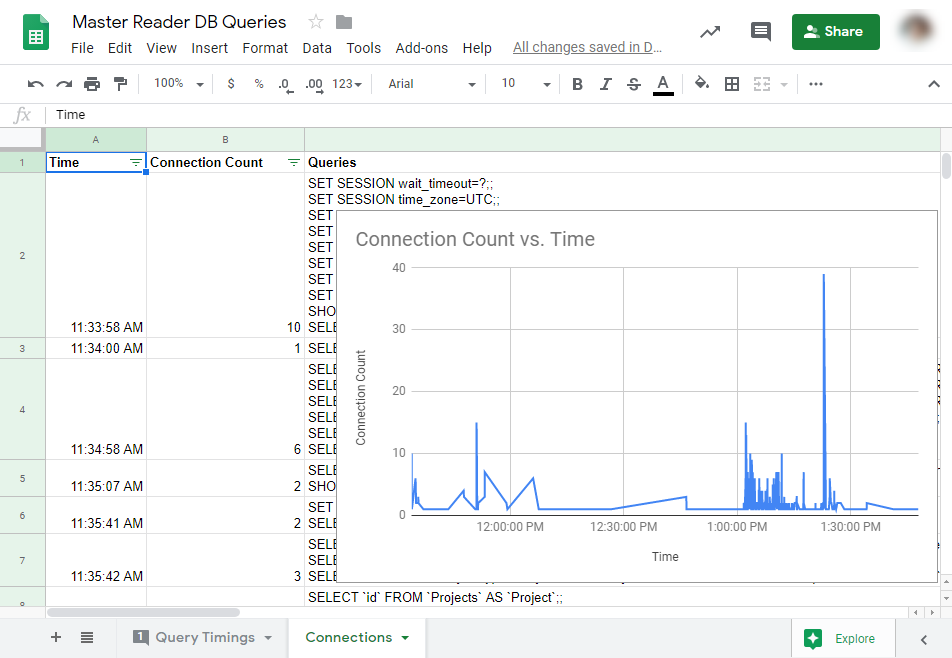 Master Reader DB Queries
File Edit View Insert Format Data Tools Add-ons Help All changes saved in D...
Share
100% $ % .0 .00 123 Arial 10 B I S A
fx Time
A B
1 Time Connection Count Queries
SET SESSION wait_timeout=?;;
SET SESSION time_zone=UTC;;
SET
SET
SET
SET
SET
SET
SHO
2 11:33:58 AM 10 SELE
3 11:34:00 AM 1 SELE
SELE
SELE
SELE
SELE
SELE
4 11:34:58 AM 6 SELE
SELE
5 11:35:07 AM 2 SHO
SET
6 11:35:41 AM 2 SELE
SELE
SELE
7 11:35:42 AM 3 SELE
8 SELECT `id` FROM `Projects` AS `Project`;;
Connection Count vs. Time
Connection Count
40
30
20
10
0
12:00:00 PM 12:30:00 PM 1:00:00 PM 1:30:00 PM
Time
1 Query Timings Connections Explore